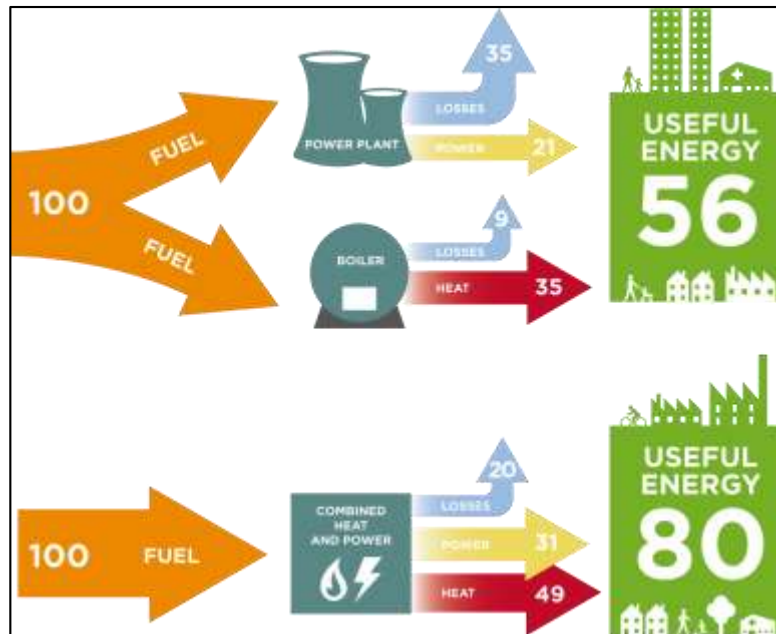 100
FUEL
FUEL
POWER PLANT
35
LOSSES
POWER
21
BOILER
9
LOSSES
HEAT
35
USEFUL
ENERGY
56
100
FUEL
COMBINED
HEAT
AND POWER
20
LOSSES
POWER
31
HEAT
49
USEFUL
ENERGY
80